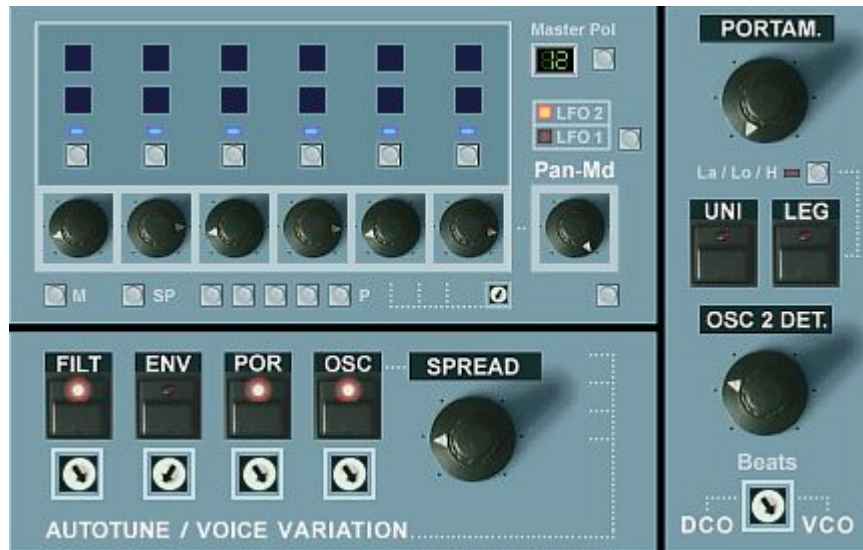 Master Pol
12
LFO 2
LFO 1
Pan-Md
M
SP
P
PORTAM.
La / Lo / H
UNI
LEG
OSC 2 DET.
Beats
DCO
VCO
FILT
ENV
POR
OSC
SPREAD
AUTOTUNE / VOICE VARIATION